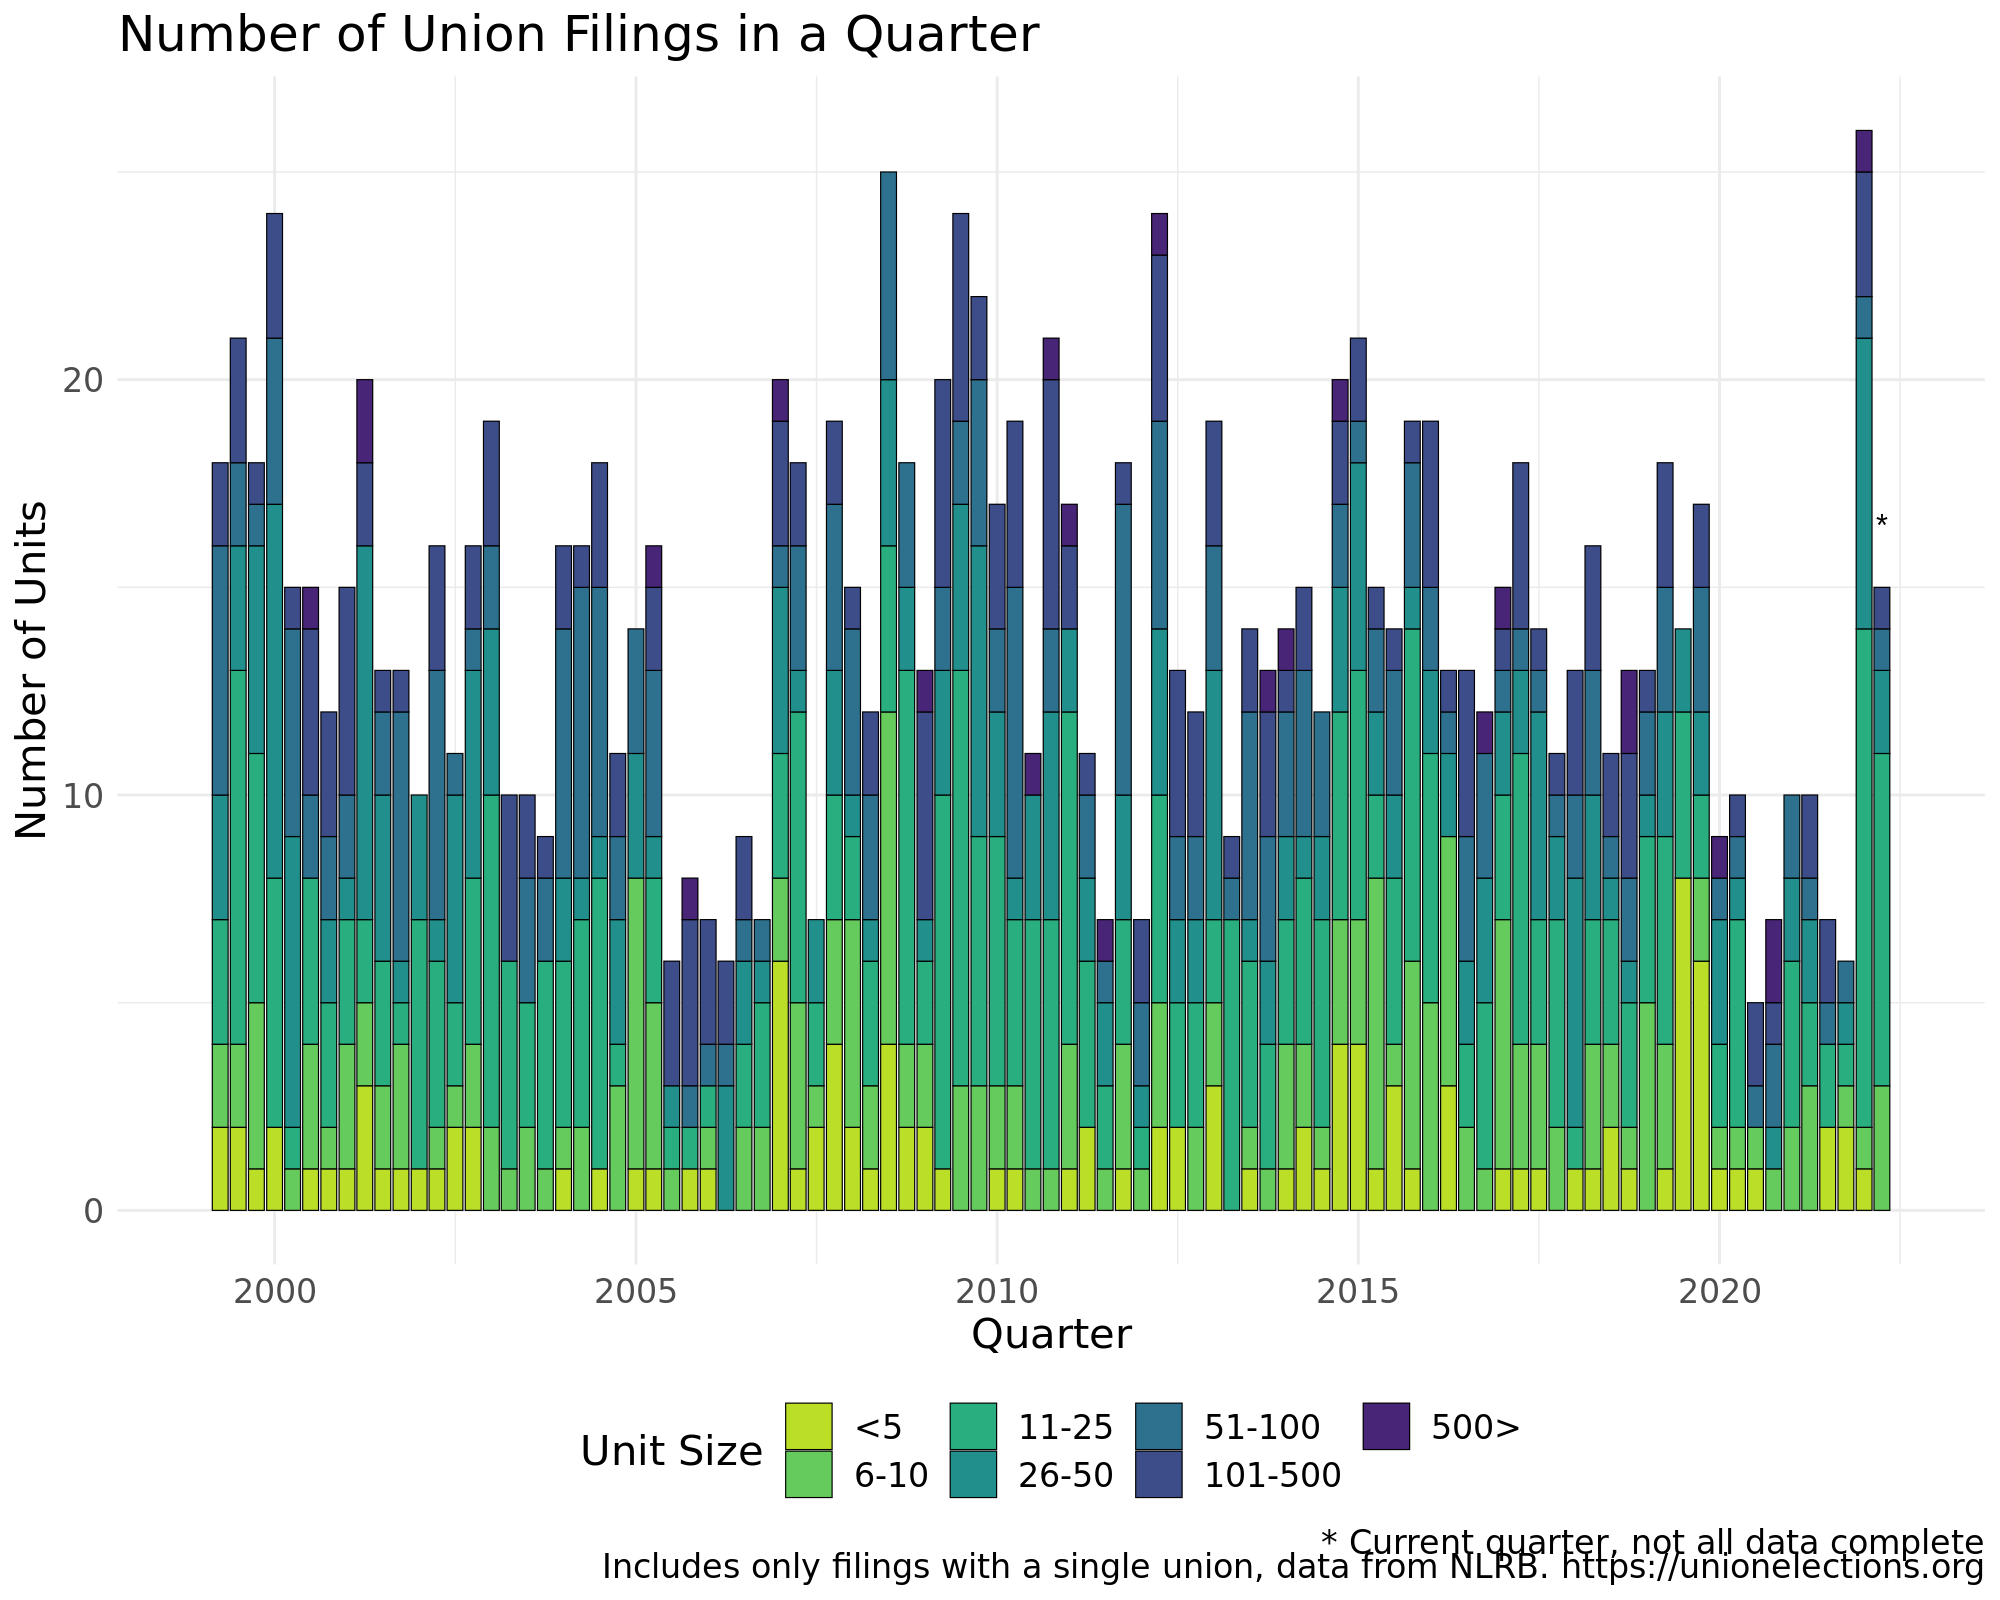 Number of Union Filings in a Quarter
Number of Units
20
10
0
*
2000 2005 2010 2015 2020
Quarter
Unit Size
<5 11-25 51-100 500>
6-10 26-50 101-500
* Current quarter, not all data complete
Includes only filings with a single union, data from NLRB. https://unionelections.org